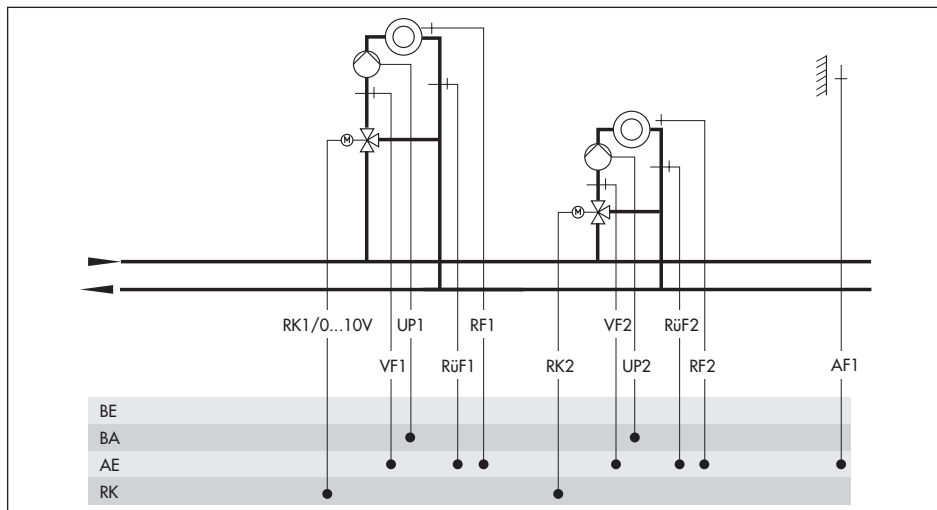 M
M
RK1/0...10V UP1 RF1 VF2 RüF2
VF1 RüF1 RK2 UP2 RF2 AF1
BE
BA
AE
RK